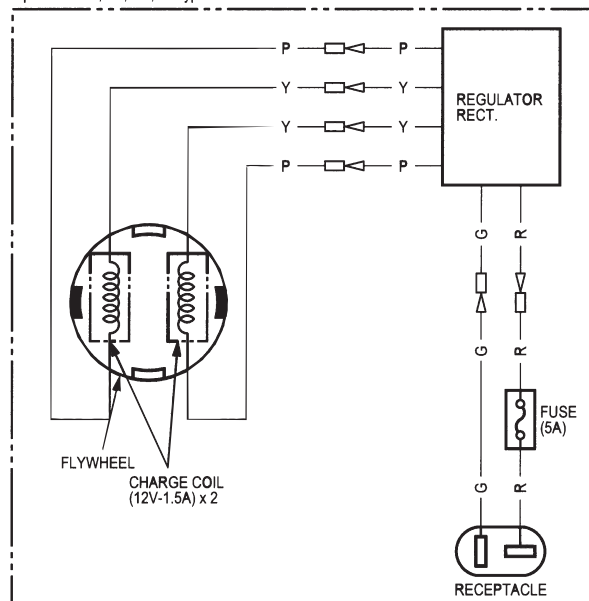 P P
Y Y
Y Y
P P
REGULATOR
RECT.
G R
G R
FUSE
(5A)
FLYWHEEL
CHARGE COIL
(12V-1.5A) x 2
G R
RECEPTACLE